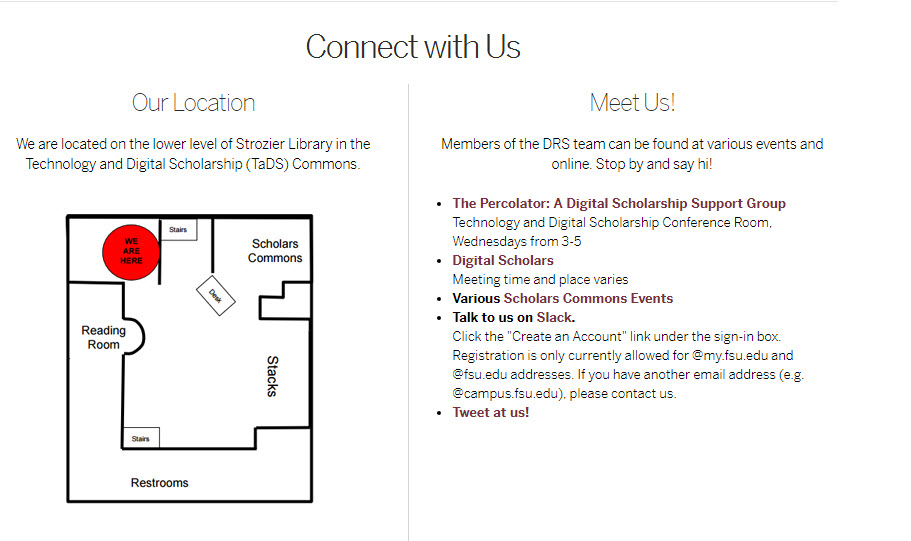 Connect with Us
Our Location
We are located on the lower level of Strozier Library in the
Technology and Digital Scholarship (TaDS) Commons.
Stairs
WE
ARE
HERE
Scholars
Commons
Desk
Reading
Room
Stacks
Stairs
Restrooms
Meet Us!
Members of the DRS team can be found at various events and
online. Stop by and say hi!
• The Percolator: A Digital Scholarship Support Group
Technology and Digital Scholarship Conference Room,
Wednesdays from 3-5
• Digital Scholars
Meeting time and place varies
• Various Scholars Commons Events
• Talk to us on Slack.
Click the "Create an Account" link under the sign-in box.
Registration is only currently allowed for @my.fsu.edu and
@fsu.edu addresses. If you have another email address (e.g.
@campus.fsu.edu), please contact us.
• Tweet at us!